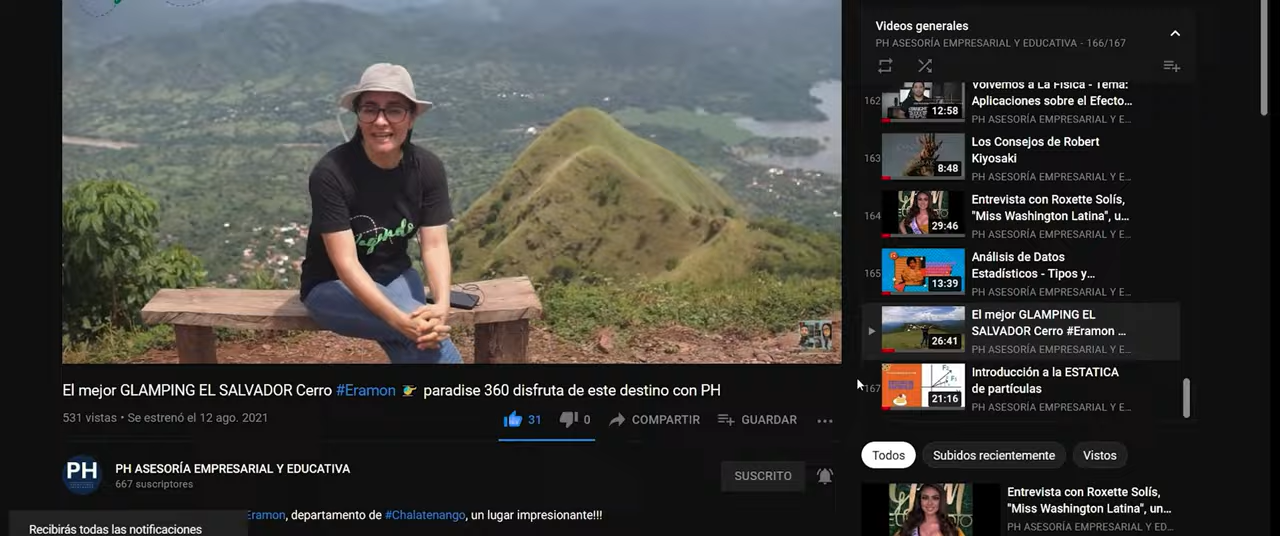 Videos generales
PH ASESORÍA EMPRESARIAL Y EDUCATIVA - 166/167
162
12:58
Volvemos a La Física - Tema:
Aplicaciones sobre el Efecto...
PH ASESORÍA EMPRESARIAL Y E...
163
8:48
Los Consejos de Robert
Kiyosaki
PH ASESORÍA EMPRESARIAL Y E...
164
29:46
Entrevista con Roxette Solís,
"Miss Washington Latina", u...
PH ASESORÍA EMPRESARIAL Y E...
165
13:39
Análisis de Datos
Estadísticos - Tipos y...
PH ASESORÍA EMPRESARIAL Y E...
26:41
El mejor GLAMPING EL
SALVADOR Cerro #Eramon ...
PH ASESORÍA EMPRESARIAL Y E...
167
21:16
Introducción a la ESTATICA
de partículas
PH ASESORÍA EMPRESARIAL Y E...
El mejor GLAMPING EL SALVADOR Cerro #Eramon paradise 360 disfruta de este destino con PH
531 vistas • Se estrenó el 12 ago. 2021
31
0
COMPARTIR
GUARDAR
PH
PH ASESORÍA EMPRESARIAL Y EDUCATIVA
667 suscriptores
SUSCRITO
Eramon, departamento de #Chalatenango, un lugar impresionante!!!
Recibirás todas las notificaciones
Todos
Subidos recientemente
Vistos
Entrevista con Roxette Solís,
"Miss Washington Latina", un...
PH ASESORÍA EMPRESARIAL Y ED...